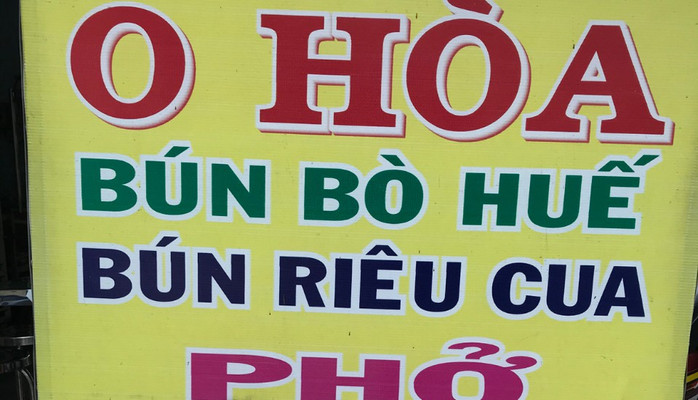 O HÒA
BÚN BÒ HUẾ
BÚN RIÊU CUA
PHỞ